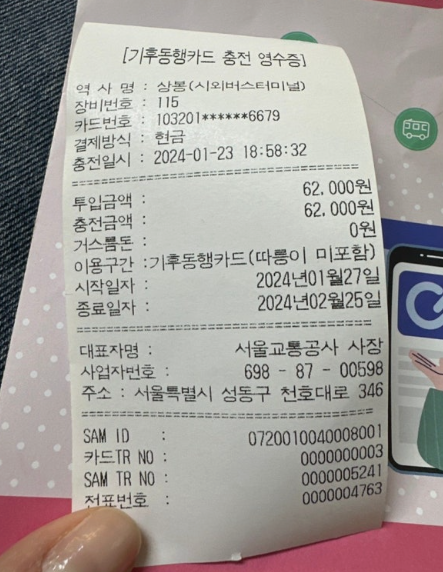 [기후동행카드 충전 영수증]
역 사 명 : 상봉(시외버스터미널)
장비번호 : 115
카드번호 : 103201******6679
결제방식 : 현금
충전일시 : 2024-01-23 18:58:32
투입금액 : 62,000원
충전금액 : 62,000원
거스름돈 : 0원
이용구간 :기후동행카드(따릉이 미포함)
시작일자 : 2024년01월27일
종료일자 : 2024년02월25일
대표자명 : 서울교통공사 사장
사업자번호 : 698 - 87 - 00598
주소 : 서울특별시 성동구 천호대로 346
SAM ID : 0720010040008001
카드TR NO : 0000000003
SAM TR NO : 0000005241
전표번호 : 0000004763